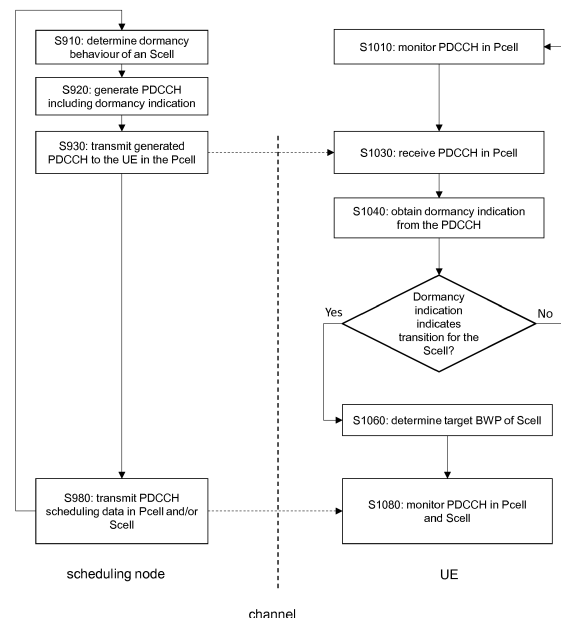 S910: determine dormancy
behaviour of an Scell
S920: generate PDCCH
including dormancy indication
S930: transmit generated
PDCCH to the UE in the Pcell
S980: transmit PDCCH
scheduling data in Pcell and/or
Scell
scheduling node
S1010: monitor PDCCH in Pcell
S1030: receive PDCCH in Pcell
S1040: obtain dormancy indication
from the PDCCH
Yes
Dormancy
indication
indicates
transition for the
Scell?
No
S1060: determine target BWP of Scell
S1080: monitor PDCCH in Pcell
and Scell
UE
channel